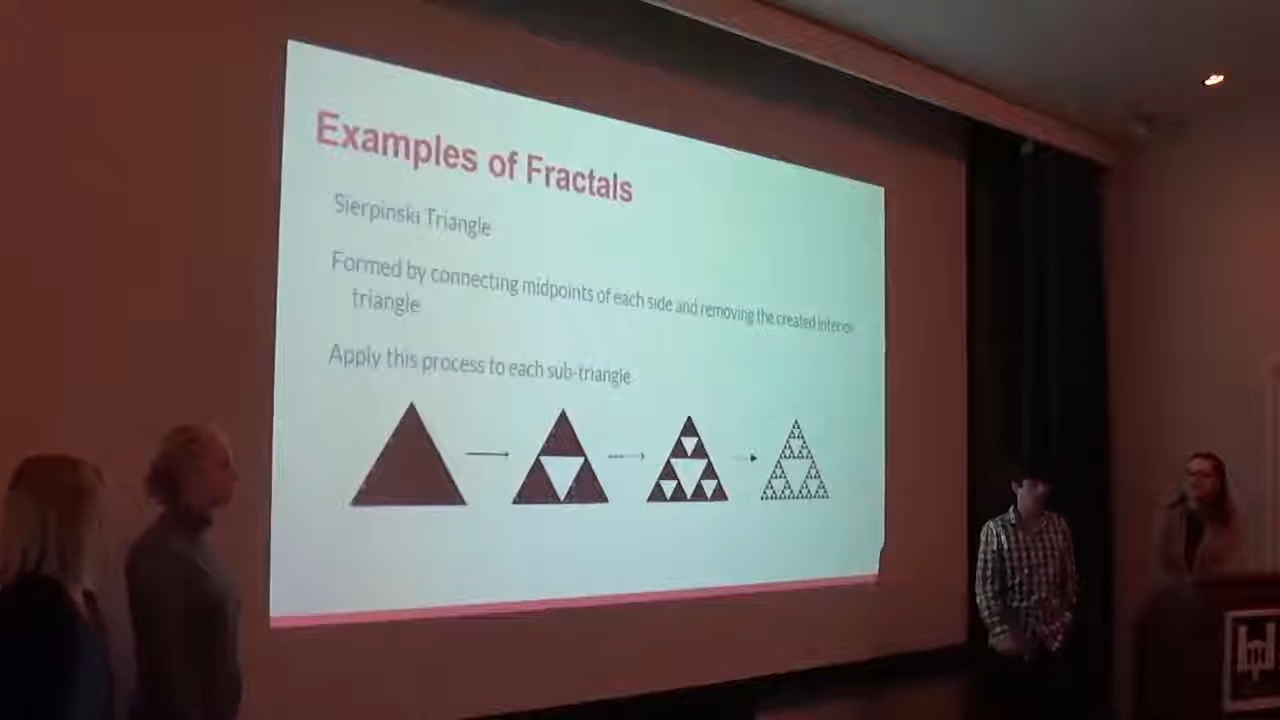 Examples of Fractals
Sierpinski Triangle
Formed by connecting midpoints of each side and removing the created interior
triangle
Apply this process to each sub-triangle